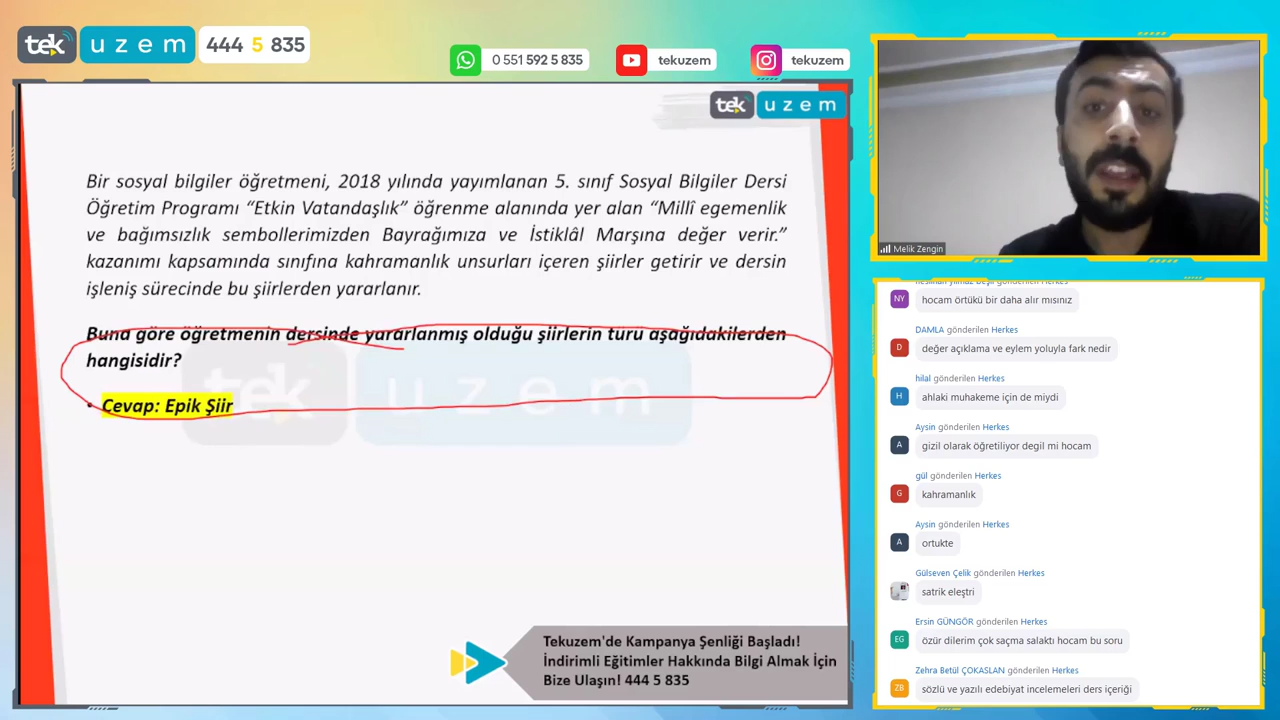 tek uzem 444 5 835
0 551 592 5 835
tekuzem
tekuzem
tek uzem
Bir sosyal bilgiler öğretmeni, 2018 yılında yayımlanan 5. sınıf Sosyal Bilgiler Dersi
Öğretim Programı “Etkin Vatandaşlık” öğrenme alanında yer alan “Millî egemenlik
ve bağımsızlık sembollerimizden Bayrağımıza ve İstiklâl Marşına değer verir.”
kazanımı kapsamında sınıfına kahramanlık unsurları içeren şiirler getirir ve dersin
işleniş sürecinde bu şiirlerden yararlanır.
Buna göre öğretmenin dersinde yararlanmış olduğu şiirlerin turu aşağıdakilerden
hangisidir?
• Cevap: Epik Şiir
tek uzem
Tekuzem'de Kampanya Şenliği Başladı!
İndirimli Eğitimler Hakkında Bilgi Almak İçin
Bize Ulaşın! 444 5 835
Melik Zengin
NY
hocam örtükü bir daha alır mısınız
DAMLA gönderilen Herkes
D
değer açıklama ve eylem yoluyla fark nedir
hilal gönderilen Herkes
H
ahlaki muhakeme için de miydi
Aysin gönderilen Herkes
A
gizil olarak öğretiliyor degil mi hocam
gül gönderilen Herkes
G
kahramanlık
Aysin gönderilen Herkes
A
ortukte
Gülseven Çelik gönderilen Herkes
satrik eleştri
Ersin GÜNGÖR gönderilen Herkes
EG
özür dilerim çok saçma salaktı hocam bu soru
Zehra Betül ÇOKASLAN gönderilen Herkes
ZB
sözlü ve yazılı edebiyat incelemeleri ders içeriği